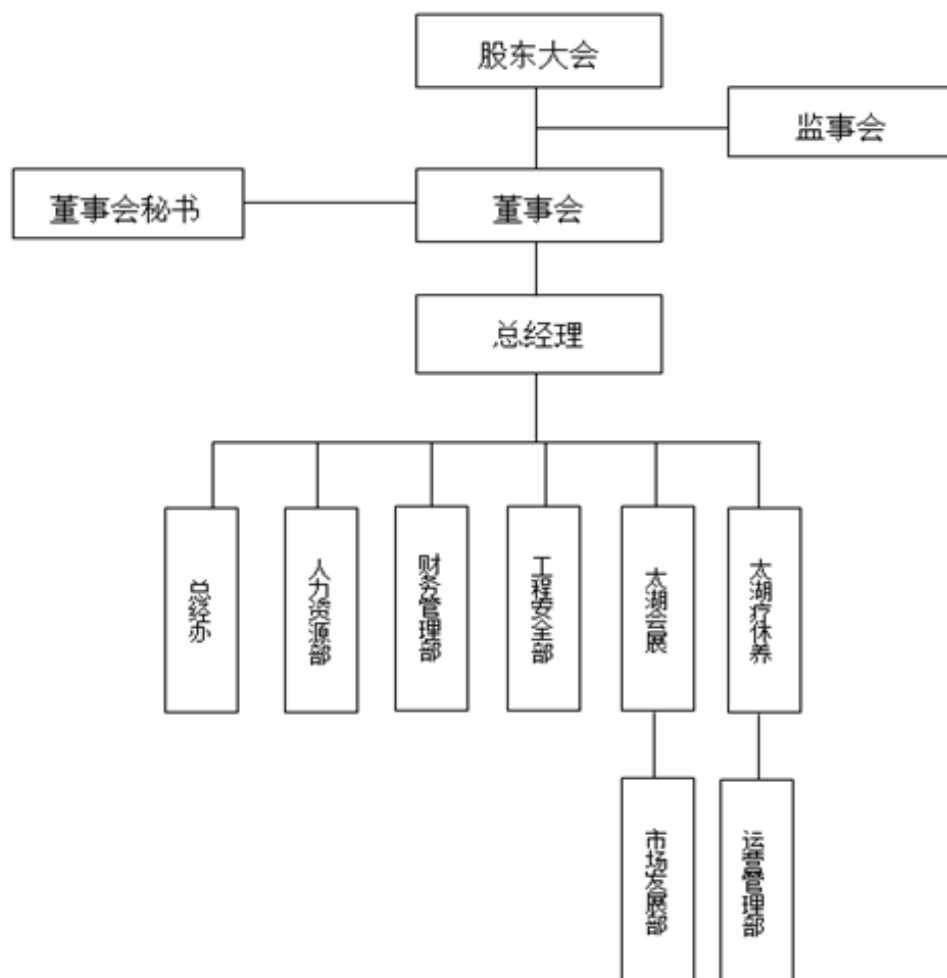 股东大会
监事会
董事会秘书
董事会
总经理
总经办
人力资源部
财务管理部
工程安全部
太湖会展
太湖疗休养
市场发展部
运营管理部